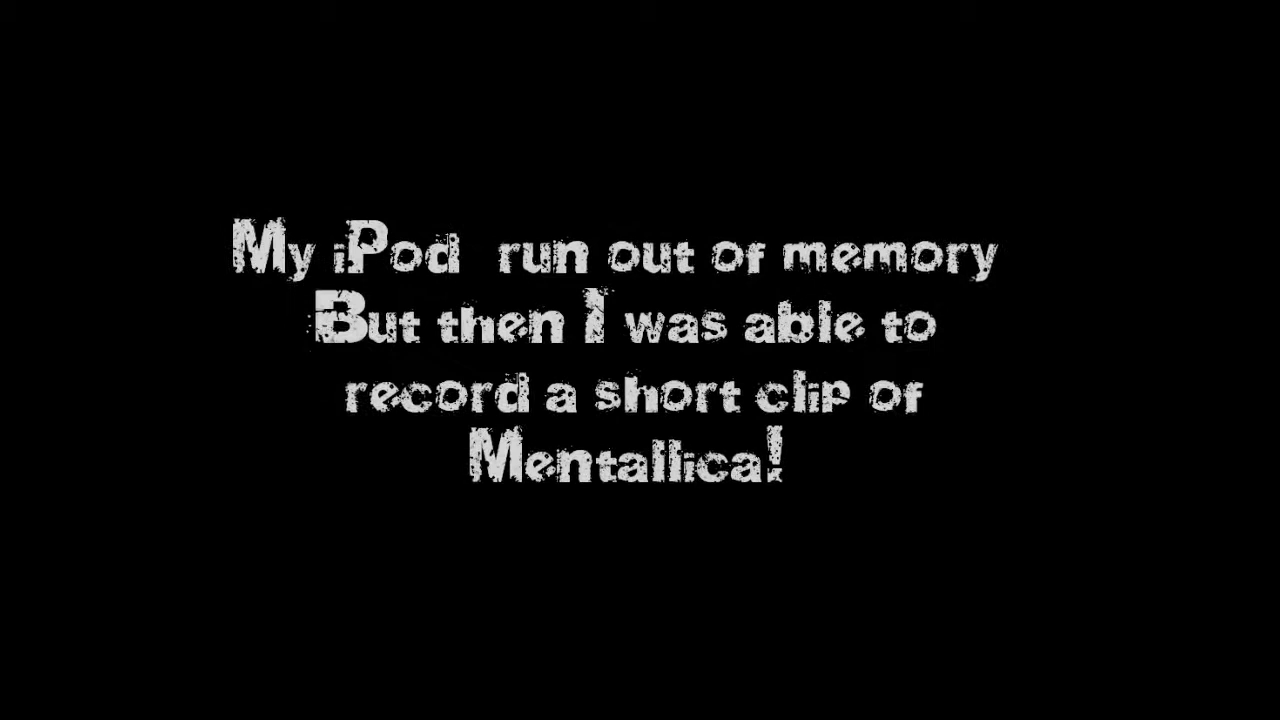 My iPod run out of memory
But then I was able to
record a short clip of
Mentallica!